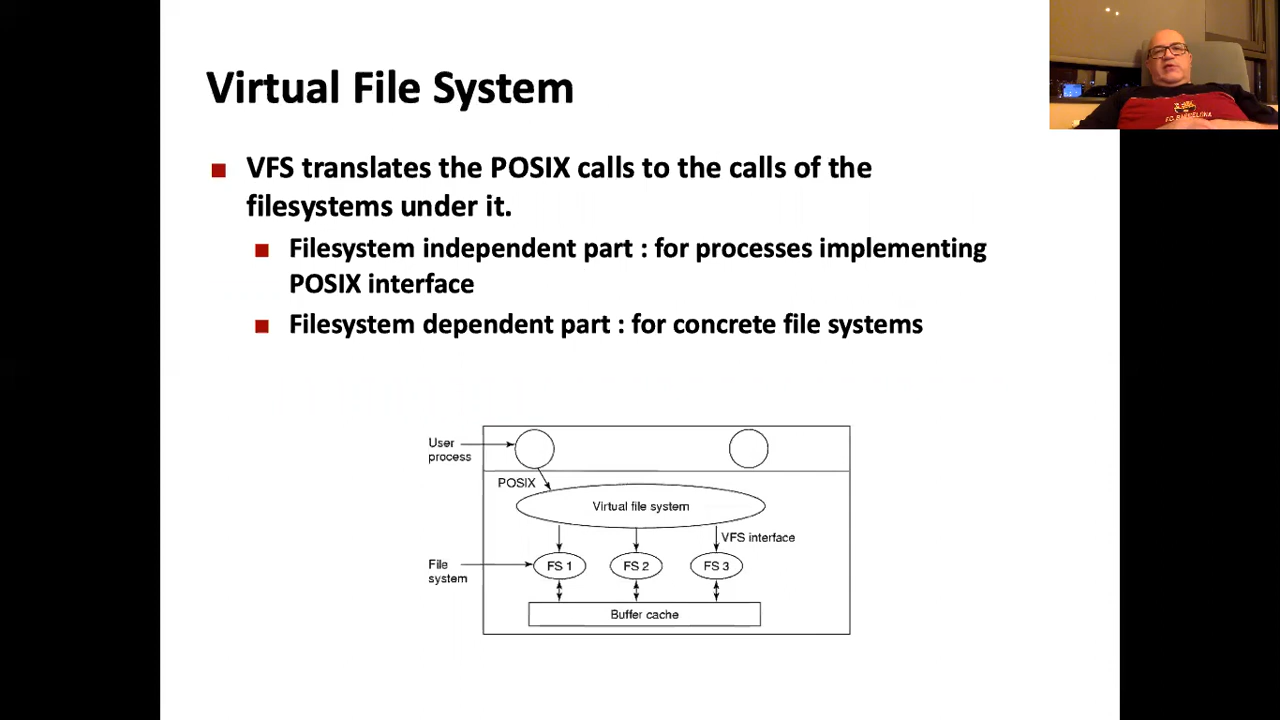 Virtual File System
VFS translates the POSIX calls to the calls of the
filesystems under it.
Filesystem independent part : for processes implementing
POSIX interface
Filesystem dependent part : for concrete file systems
User
process
POSIX
Virtual file system
VFS interface
File
system
FS 1
FS 2
FS 3
Buffer cache
F.C. BARCELONA